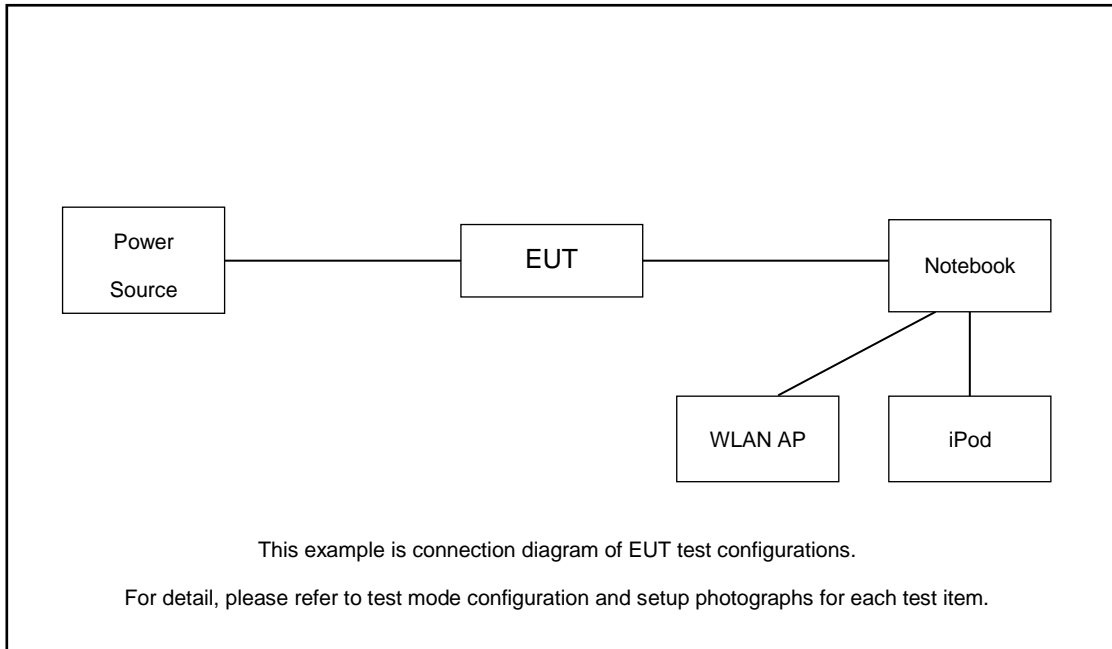 Power
Source
EUT
Notebook
WLAN AP
iPod
This example is connection diagram of EUT test configurations.
For detail, please refer to test mode configuration and setup photographs for each test item.